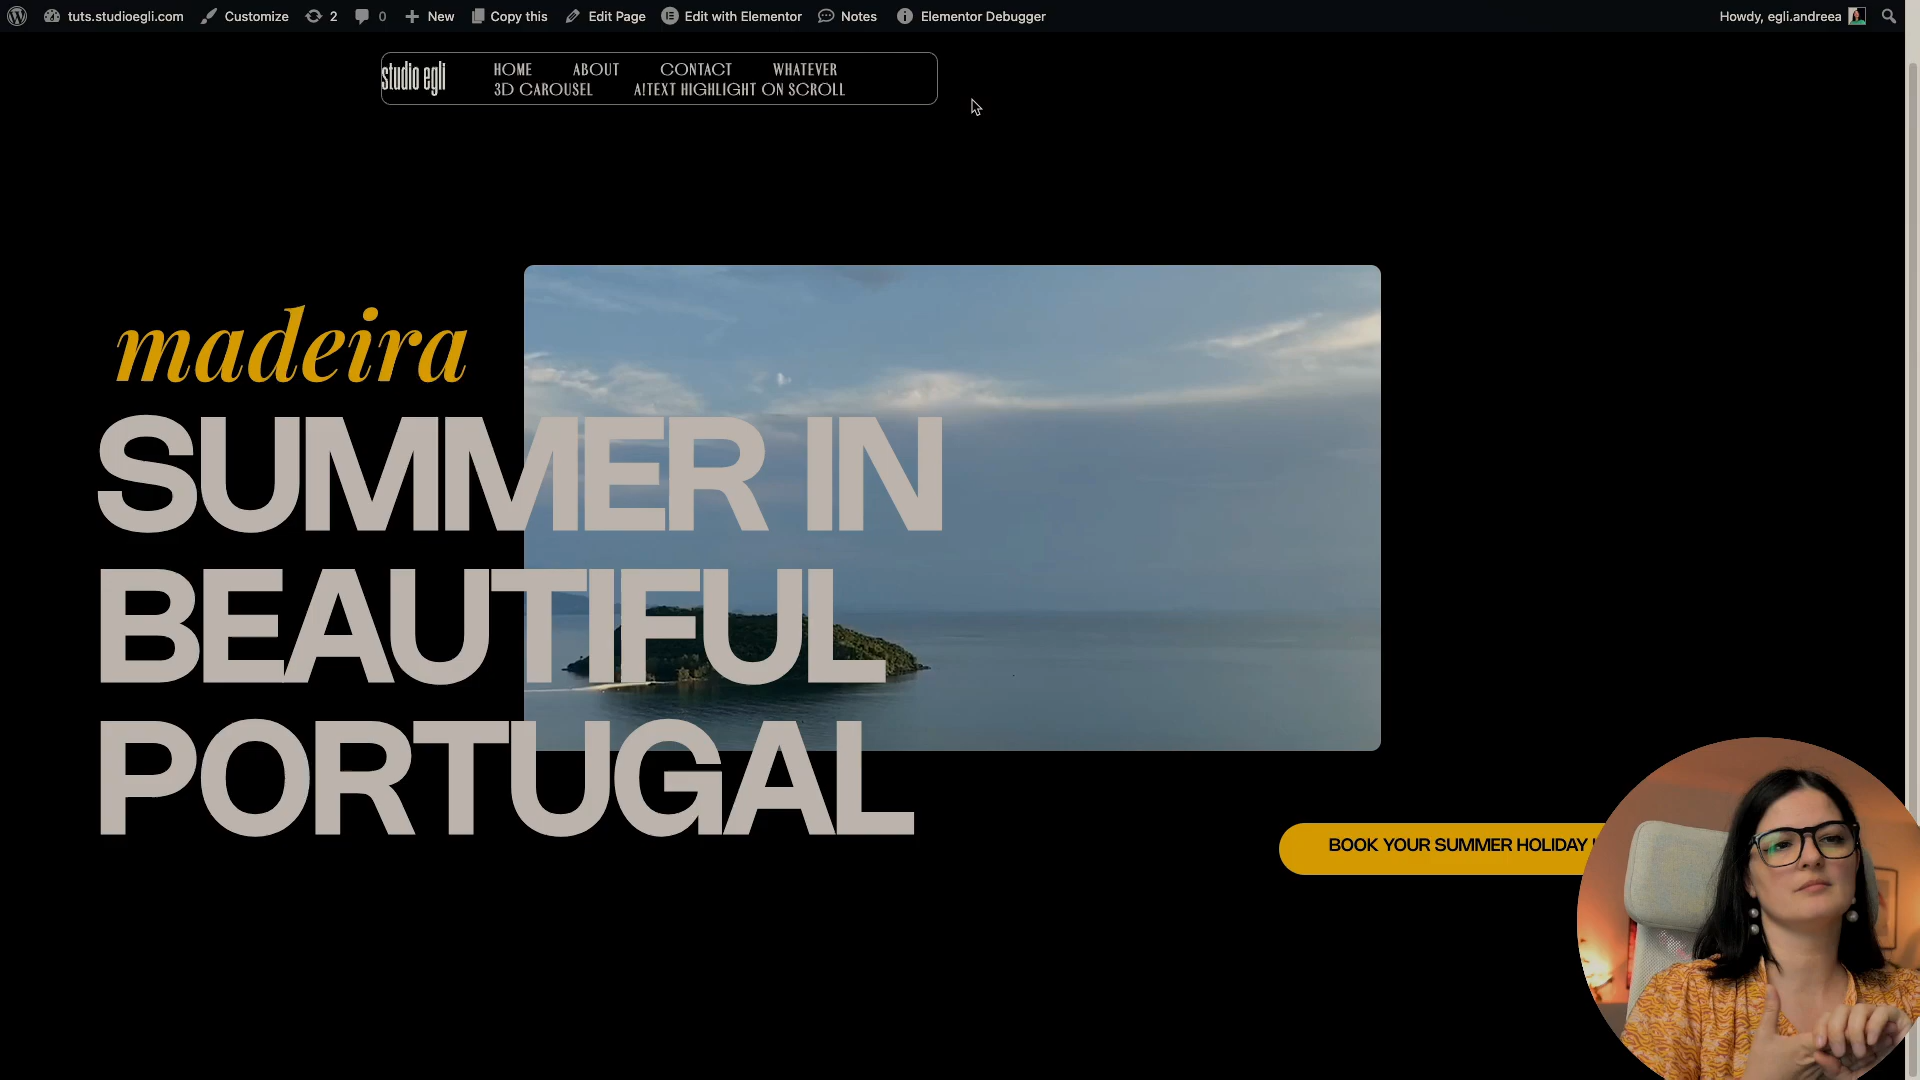 tuts.studioegli.com Customize 2 0 New Copy this Edit Page Edit with Elementor Notes Elementor Debugger Howdy, egli.andreea
studio egli
HOME ABOUT CONTACT WHATEVER
3D CAROUSEL A!TEXT HIGHLIGHT ON SCROLL
madeira
SUMMER IN
BEAUTIFUL
PORTUGAL
BOOK YOUR SUMMER HOLIDAY